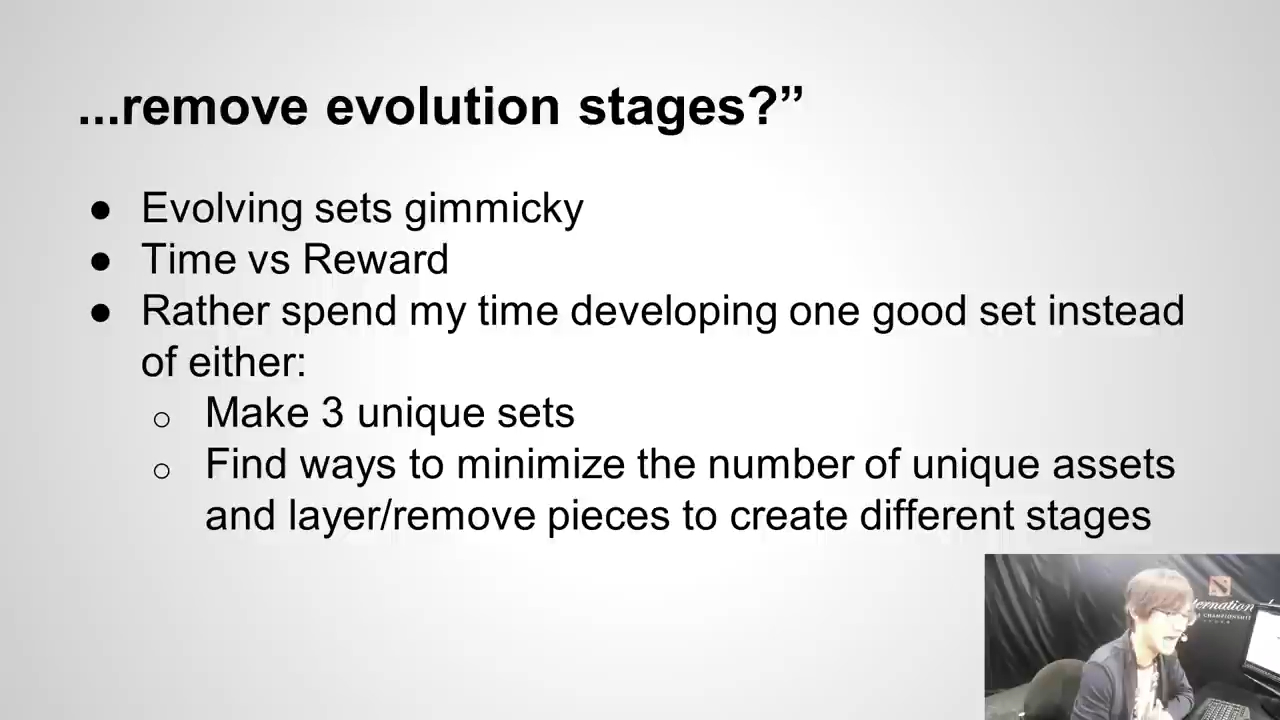 ...remove evolution stages?”
● Evolving sets gimmicky
● Time vs Reward
● Rather spend my time developing one good set instead
of either:
○ Make 3 unique sets
○ Find ways to minimize the number of unique assets
and layer/remove pieces to create different stages
ternation
CHAMPIONSHIP